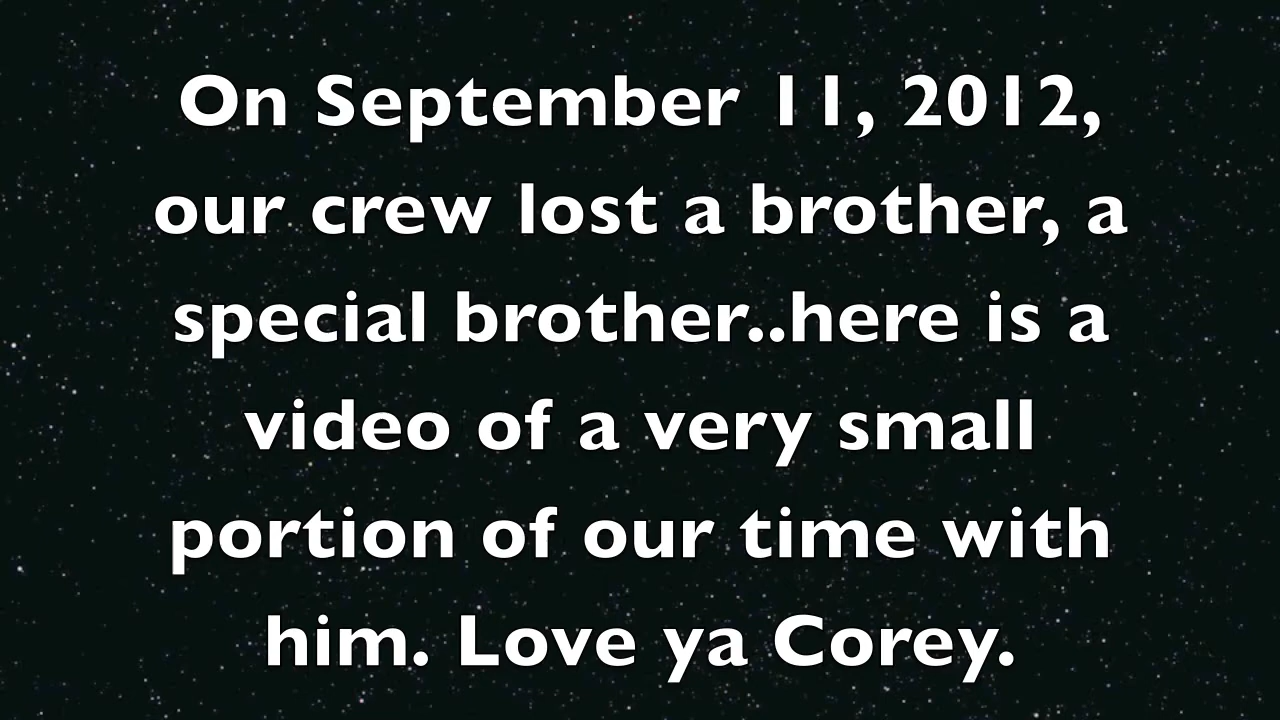 On September 11, 2012,
our crew lost a brother, a
special brother..here is a
video of a very small
portion of our time with
him. Love ya Corey.